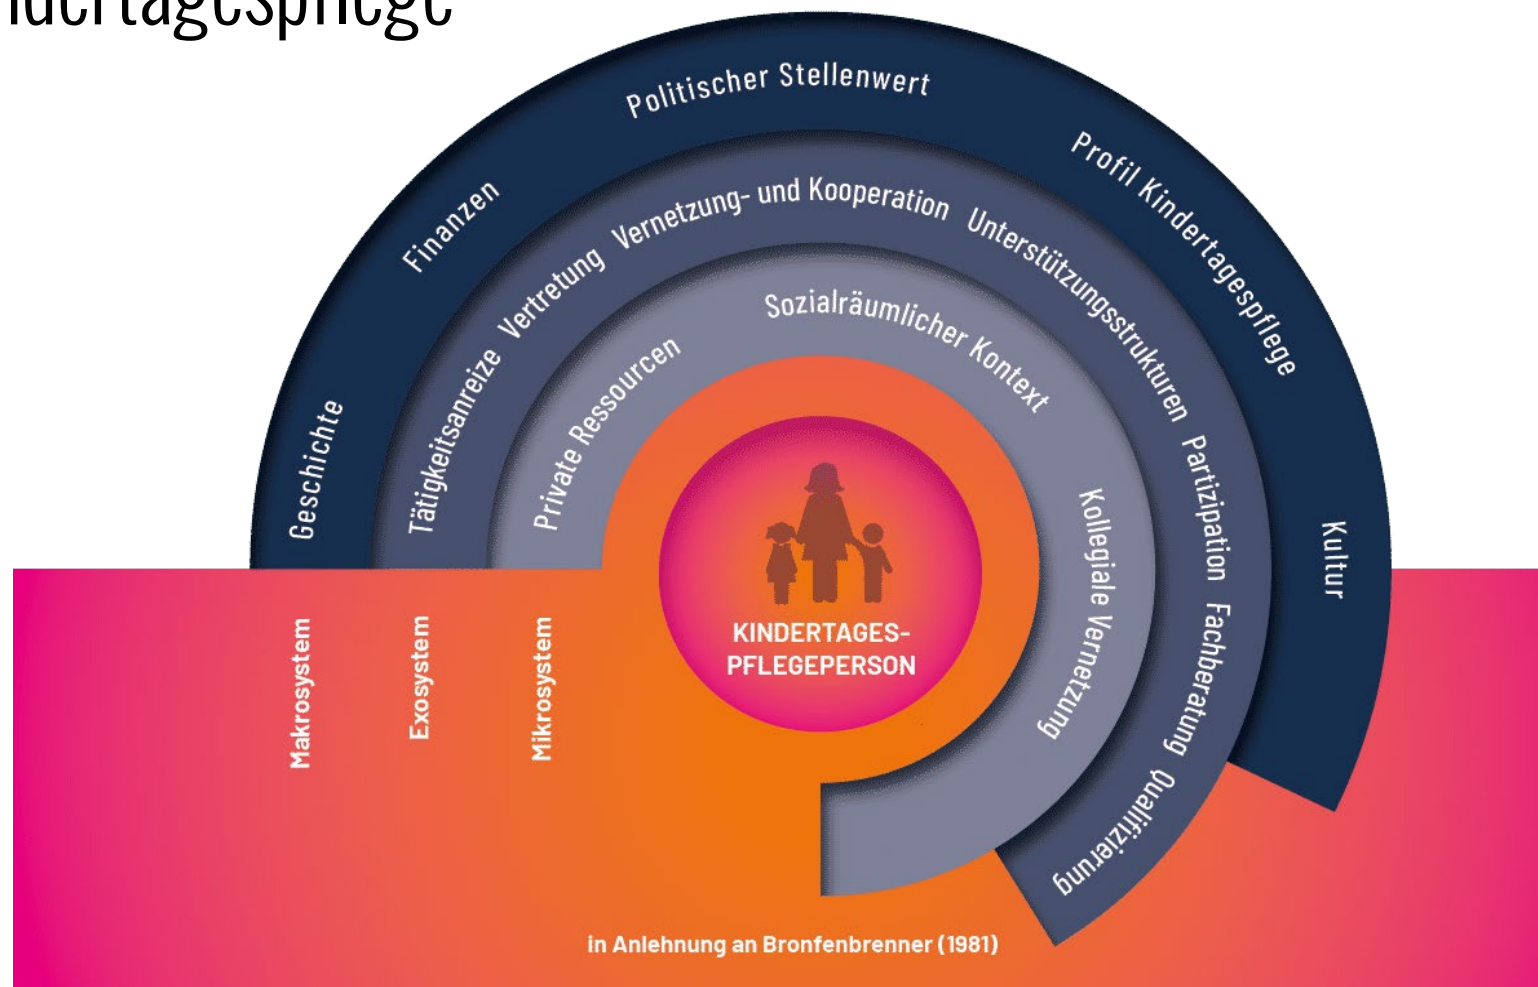 dertagespflege
Politischer Stellenwert
Profil Kindertagespflege
Finanzen
Geschichte
Kultur
Vernetzung- und Kooperation
Unterstützungsstrukturen
Vertretung
Tätigkeitsanreize
Partizipation
Fachberatung
Qualifizierung
Sozialräumlicher Kontext
Private Ressourcen
Kollegiale Vernetzung
KINDERTAGES-
PFLEGEPERSON
Makrosystem
Exosystem
Mikrosystem
in Anlehnung an Bronfenbrenner (1981)